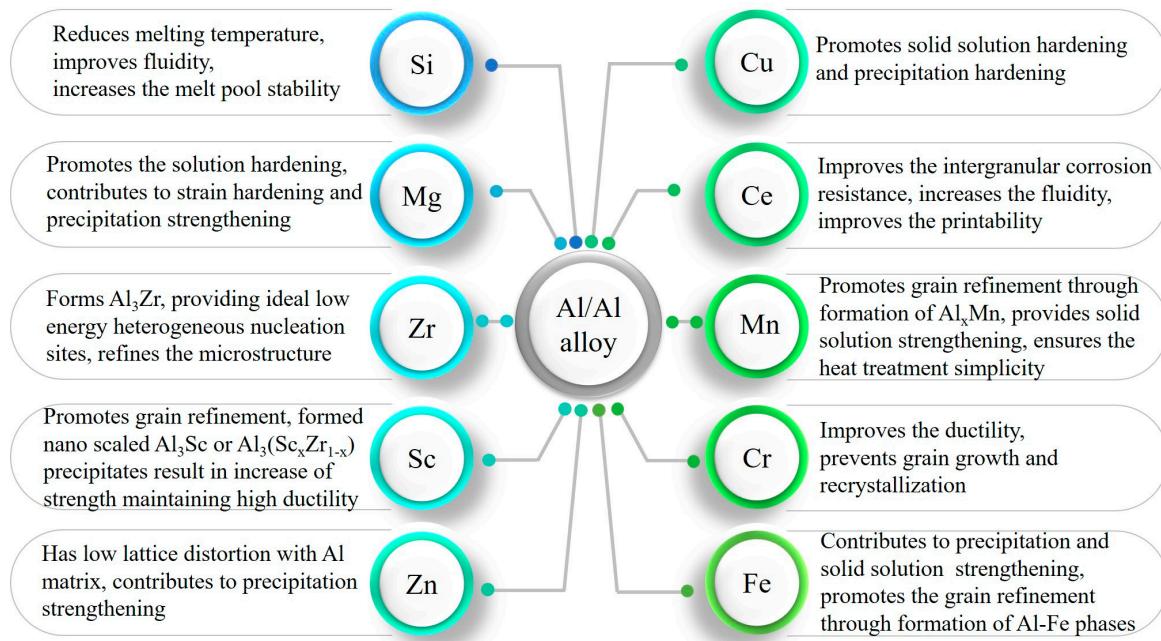 Reduces melting temperature,
improves fluidity,
increases the melt pool stability
Si
Promotes the solution hardening,
contributes to strain hardening and
precipitation strengthening
Mg
Forms Al₃Zr, providing ideal low
energy heterogeneous nucleation
sites, refines the microstructure
Zr
Promotes grain refinement, formed
nano scaled Al₃Sc or Al₃(ScₓZr₁₋ₓ)
precipitates result in increase of
strength maintaining high ductility
Sc
Has low lattice distortion with Al
matrix, contributes to precipitation
strengthening
Zn
Al/Al
alloy
Cu
Promotes solid solution hardening
and precipitation hardening
Ce
Improves the intergranular corrosion
resistance, increases the fluidity,
improves the printability
Mn
Promotes grain refinement through
formation of AlₓMn, provides solid
solution strengthening, ensures the
heat treatment simplicity
Cr
Improves the ductility,
prevents grain growth and
recrystallization
Fe
Contributes to precipitation and
solid solution strengthening,
promotes the grain refinement
through formation of Al-Fe phases